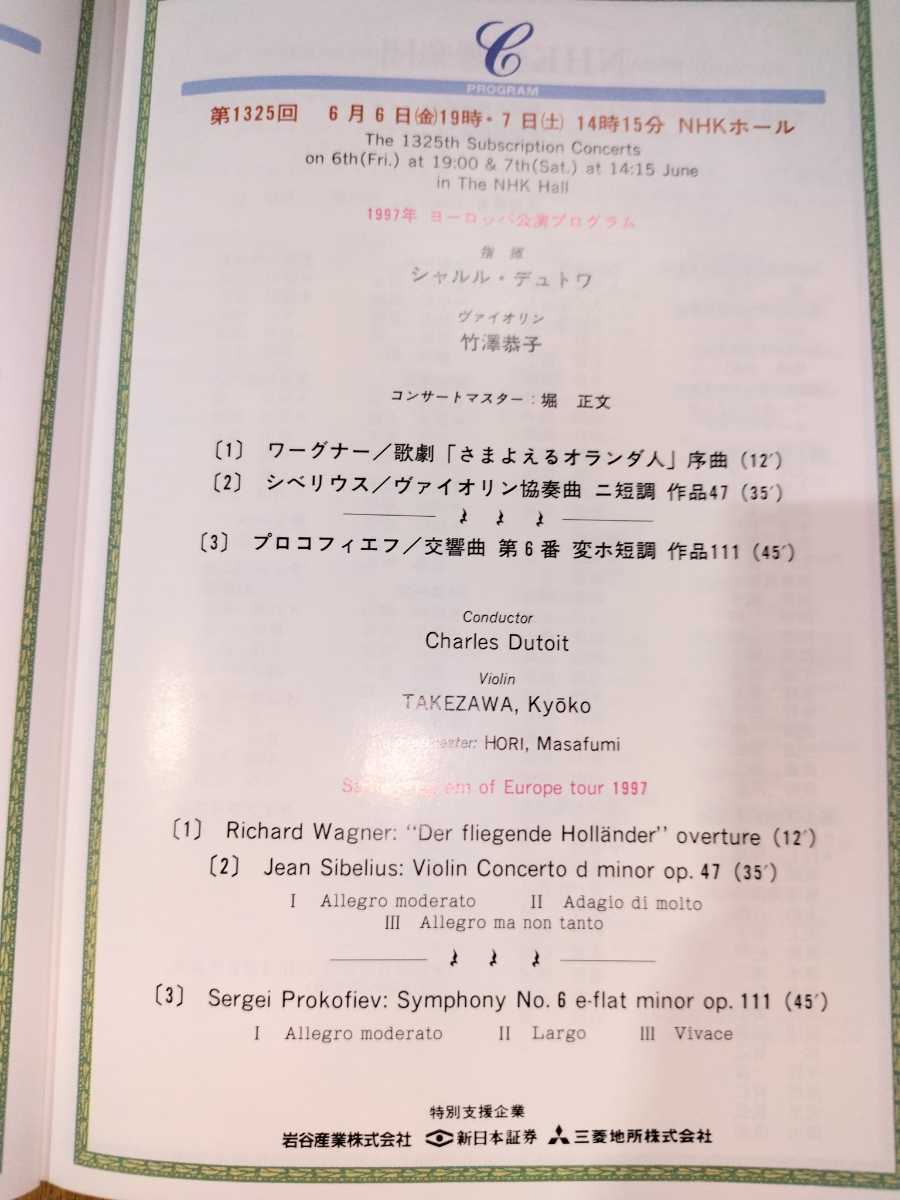 C
PROGRAM
第1325回 6月6日㈮19時・7日㈯ 14時15分 NHKホール
The 1325th Subscription Concerts
on 6th(Fri.) at 19:00 & 7th(Sat.) at 14:15 June
in The NHK Hall
1997年 ヨーロッパ公演プログラム
指 揮
シャルル・デュトワ
ヴァイオリン
竹澤恭子
コンサートマスター：堀 正文
〔1〕 ワーグナー／歌劇「さまよえるオランダ人」序曲（12′）
〔2〕 シベリウス／ヴァイオリン協奏曲 ニ短調 作品47（35′）
〔3〕 プロコフィエフ／交響曲 第6番 変ホ短調 作品111（45′）
Conductor
Charles Dutoit
Violin
TAKEZAWA, Kyōko
HORI, Masafumi
of Europe tour 1997
〔1〕 Richard Wagner: “Der fliegende Holländer” overture (12′)
〔2〕 Jean Sibelius: Violin Concerto d minor op. 47 (35′)
I Allegro moderato II Adagio di molto
III Allegro ma non tanto
〔3〕 Sergei Prokofiev: Symphony No. 6 e-flat minor op. 111 (45′)
I Allegro moderato II Largo III Vivace
特別支援企業
岩谷産業株式会社 新日本証券 三菱地所株式会社